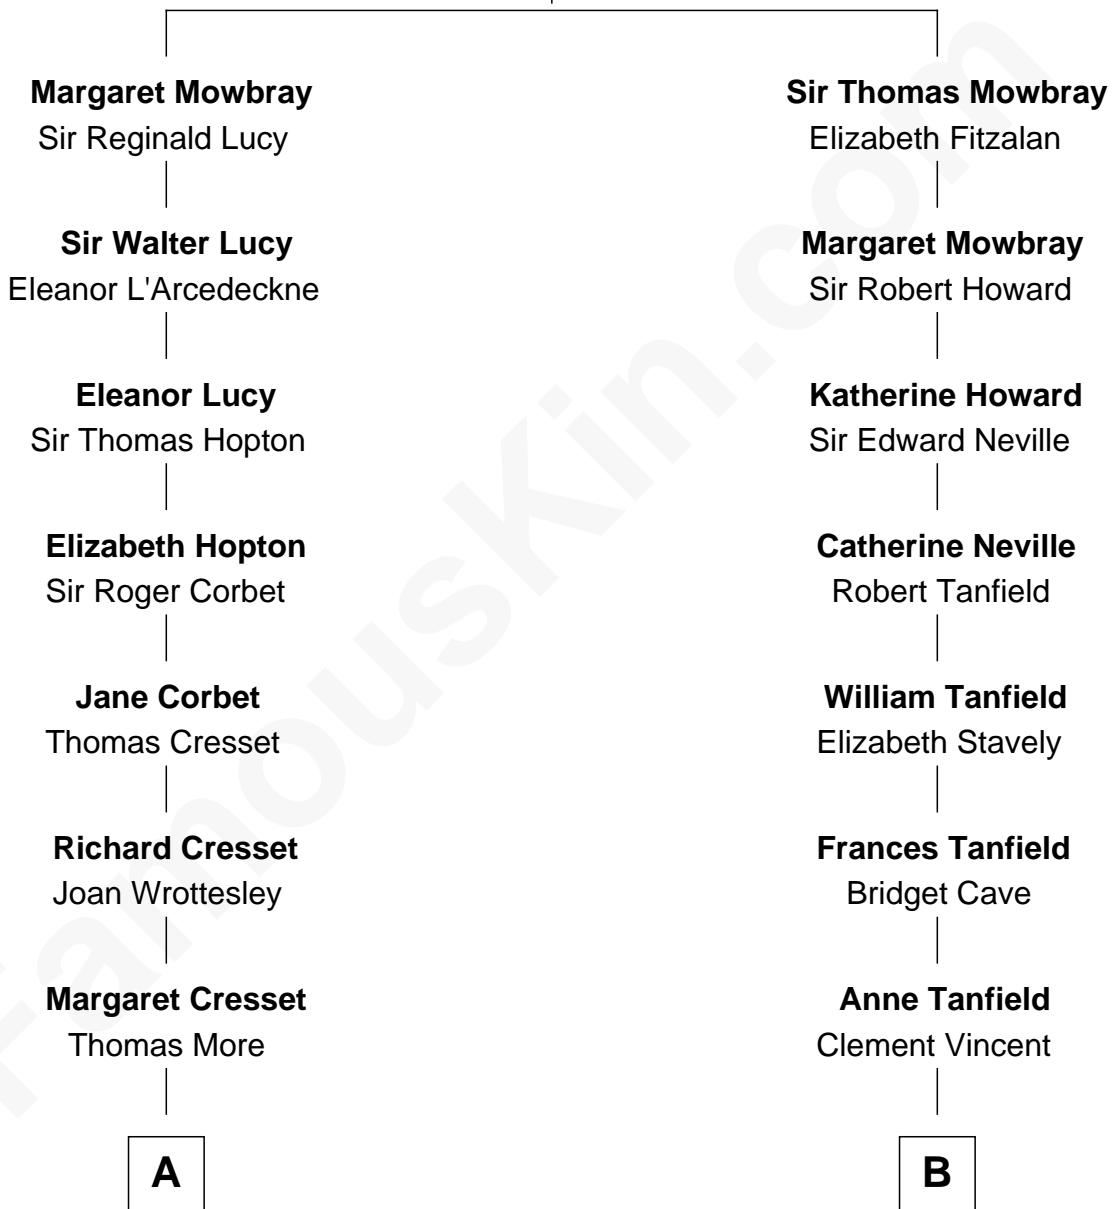 Margaret Mowbray
Sir Reginald Lucy
Sir Walter Lucy
Eleanor L'Arcedeckne
Eleanor Lucy
Sir Thomas Hopton
Elizabeth Hopton
Sir Roger Corbet
Jane Corbet
Thomas Cresset
Richard Cresset
Joan Wrottesley
Margaret Cresset
Thomas More
A
Sir Thomas Mowbray
Elizabeth Fitzalan
Margaret Mowbray
Sir Robert Howard
Katherine Howard
Sir Edward Neville
Catherine Neville
Robert Tanfield
William Tanfield
Elizabeth Stavely
Frances Tanfield
Bridget Cave
Anne Tanfield
Clement Vincent
B
FamousKin.com